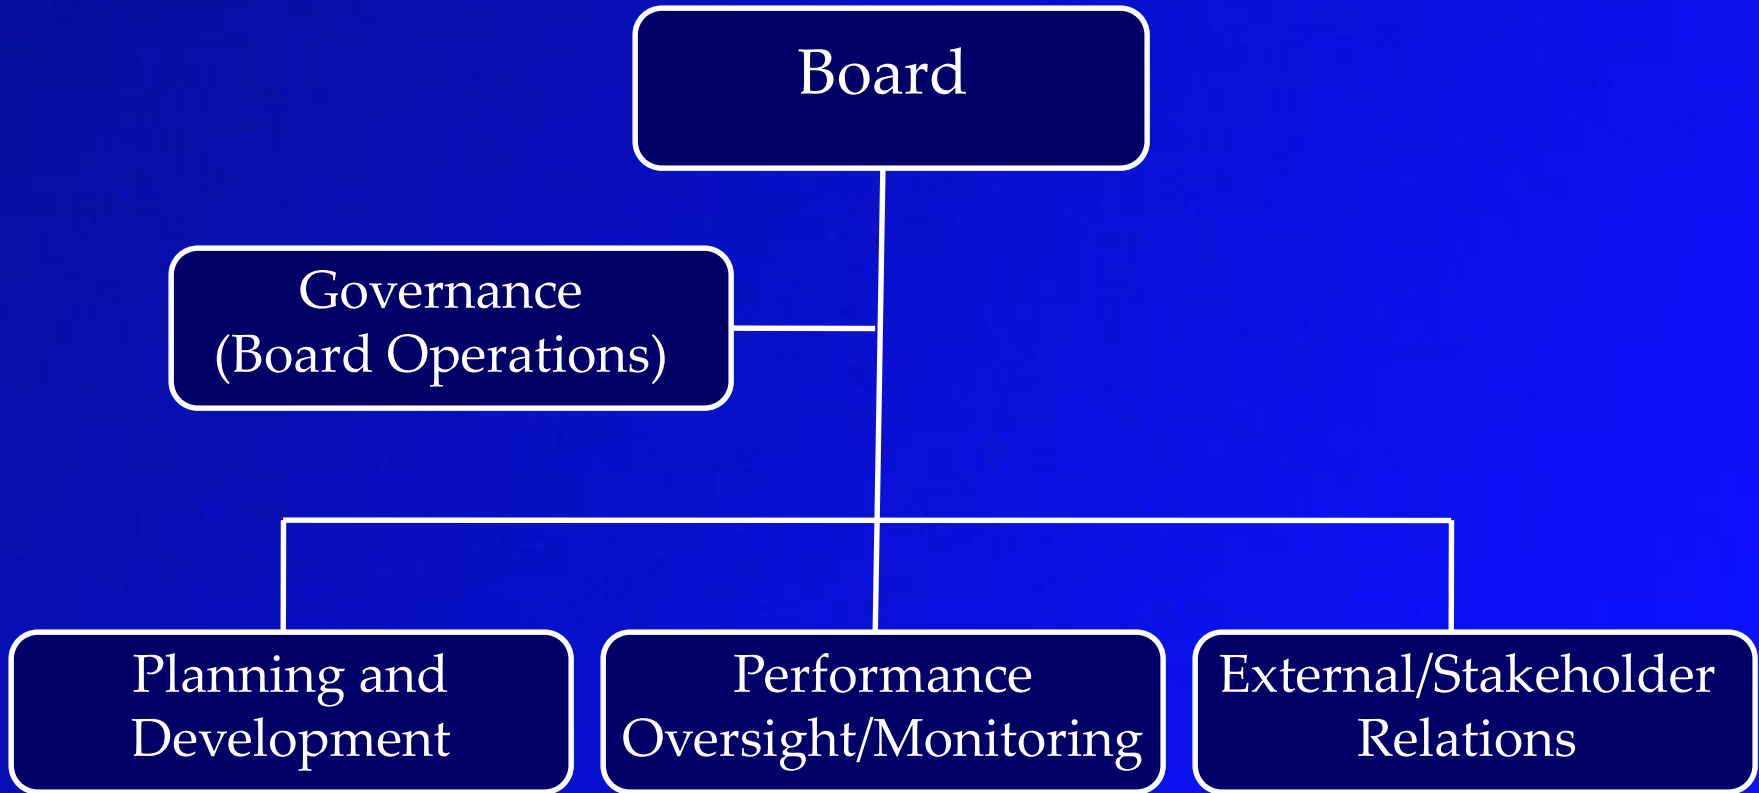 Board
Governance
(Board Operations)
Planning and
Development
Performance
Oversight/Monitoring
External/Stakeholder
Relations